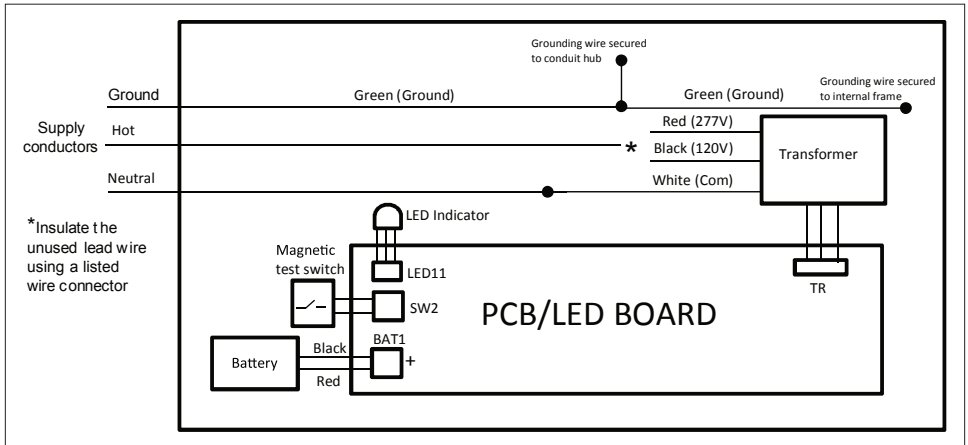 Grounding wire secured
to conduit hub
Grounding wire secured
to internal frame
Ground
Green (Ground)
Green (Ground)
Supply
conductors
Hot
*
Red (277V)
Black (120V)
Transformer
Neutral
White (Com)
*Insulate the
unused lead wire
using a listed
wire connector
LED Indicator
Magnetic
test switch
LED11
SW2
TR
PCB/LED BOARD
BAT1
+
Battery
Black
Red